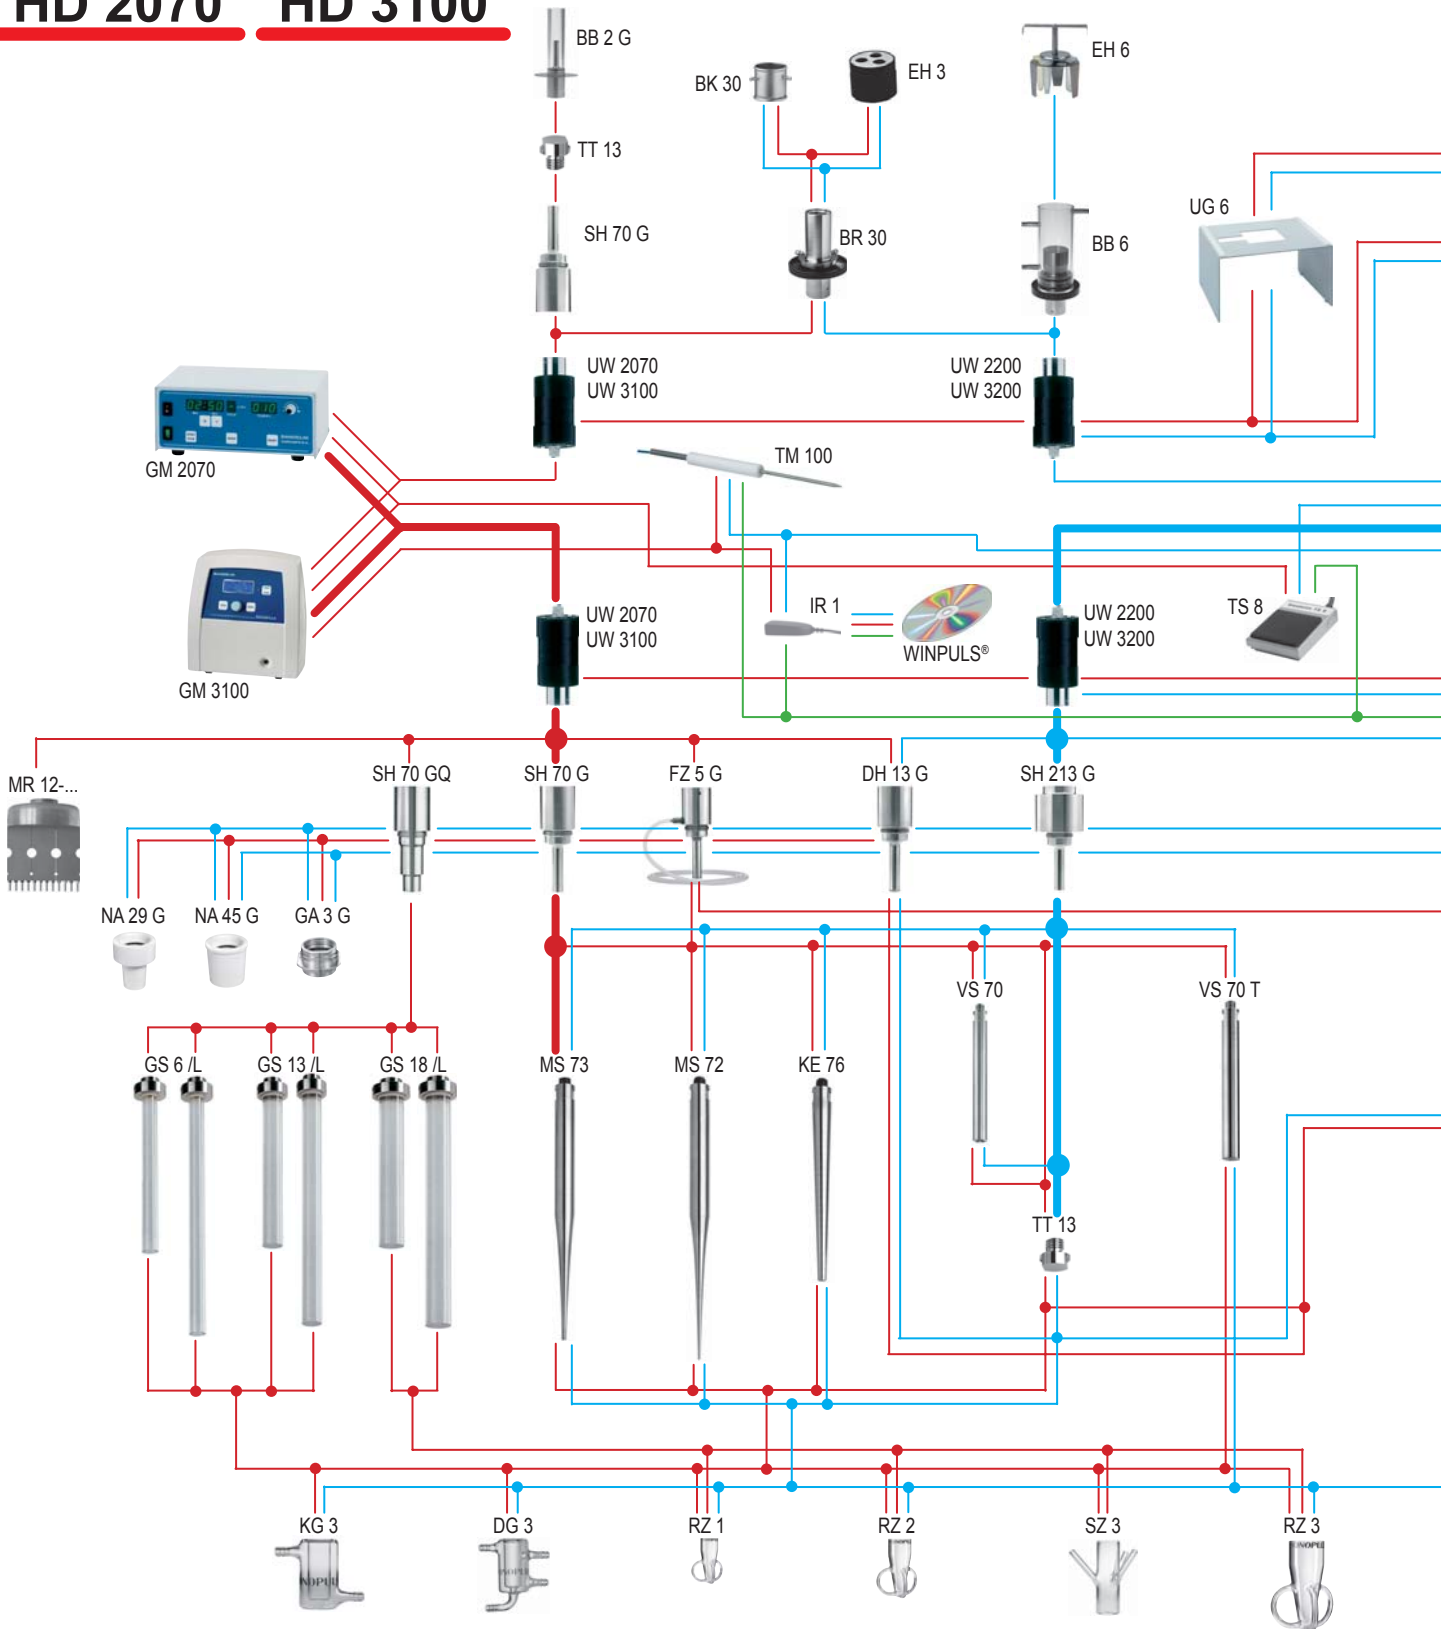 HD 2070 HD 3100
BB 2 G
EH 6
BK 30
EH 3
TT 13
UG 6
SH 70 G
BR 30
BB 6
UW 2070
UW 3100
UW 2200
UW 3200
GM 2070
TM 100
GM 3100
UW 2070
UW 3100
IR 1
WINPULS®
UW 2200
UW 3200
TS 8
MR 12-...
SH 70 GQ
SH 70 G
FZ 5 G
DH 13 G
SH 213 G
NA 29 G
NA 45 G
GA 3 G
VS 70
VS 70 T
GS 6 /L
GS 13 /L
GS 18 /L
MS 73
MS 72
KE 76
TT 13
KG 3
DG 3
RZ 1
RZ 2
SZ 3
RZ 3